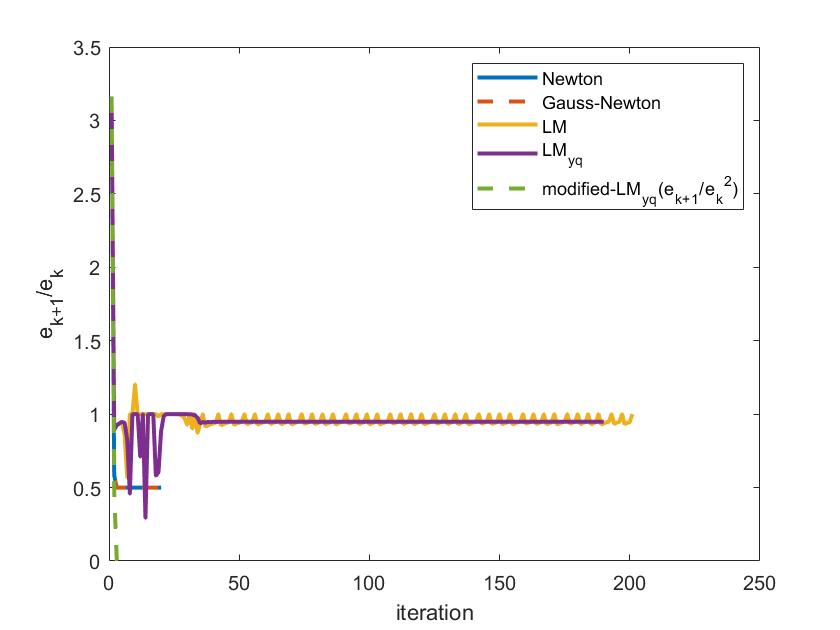 3.5
3
2.5
2
1.5
1
0.5
0
0 50 100 150 200 250
iteration
e_{k+1}/e_k
Newton
Gauss-Newton
LM
LM_{yq}
modified-LM_{yq}(e_{k+1}/e_k^2)